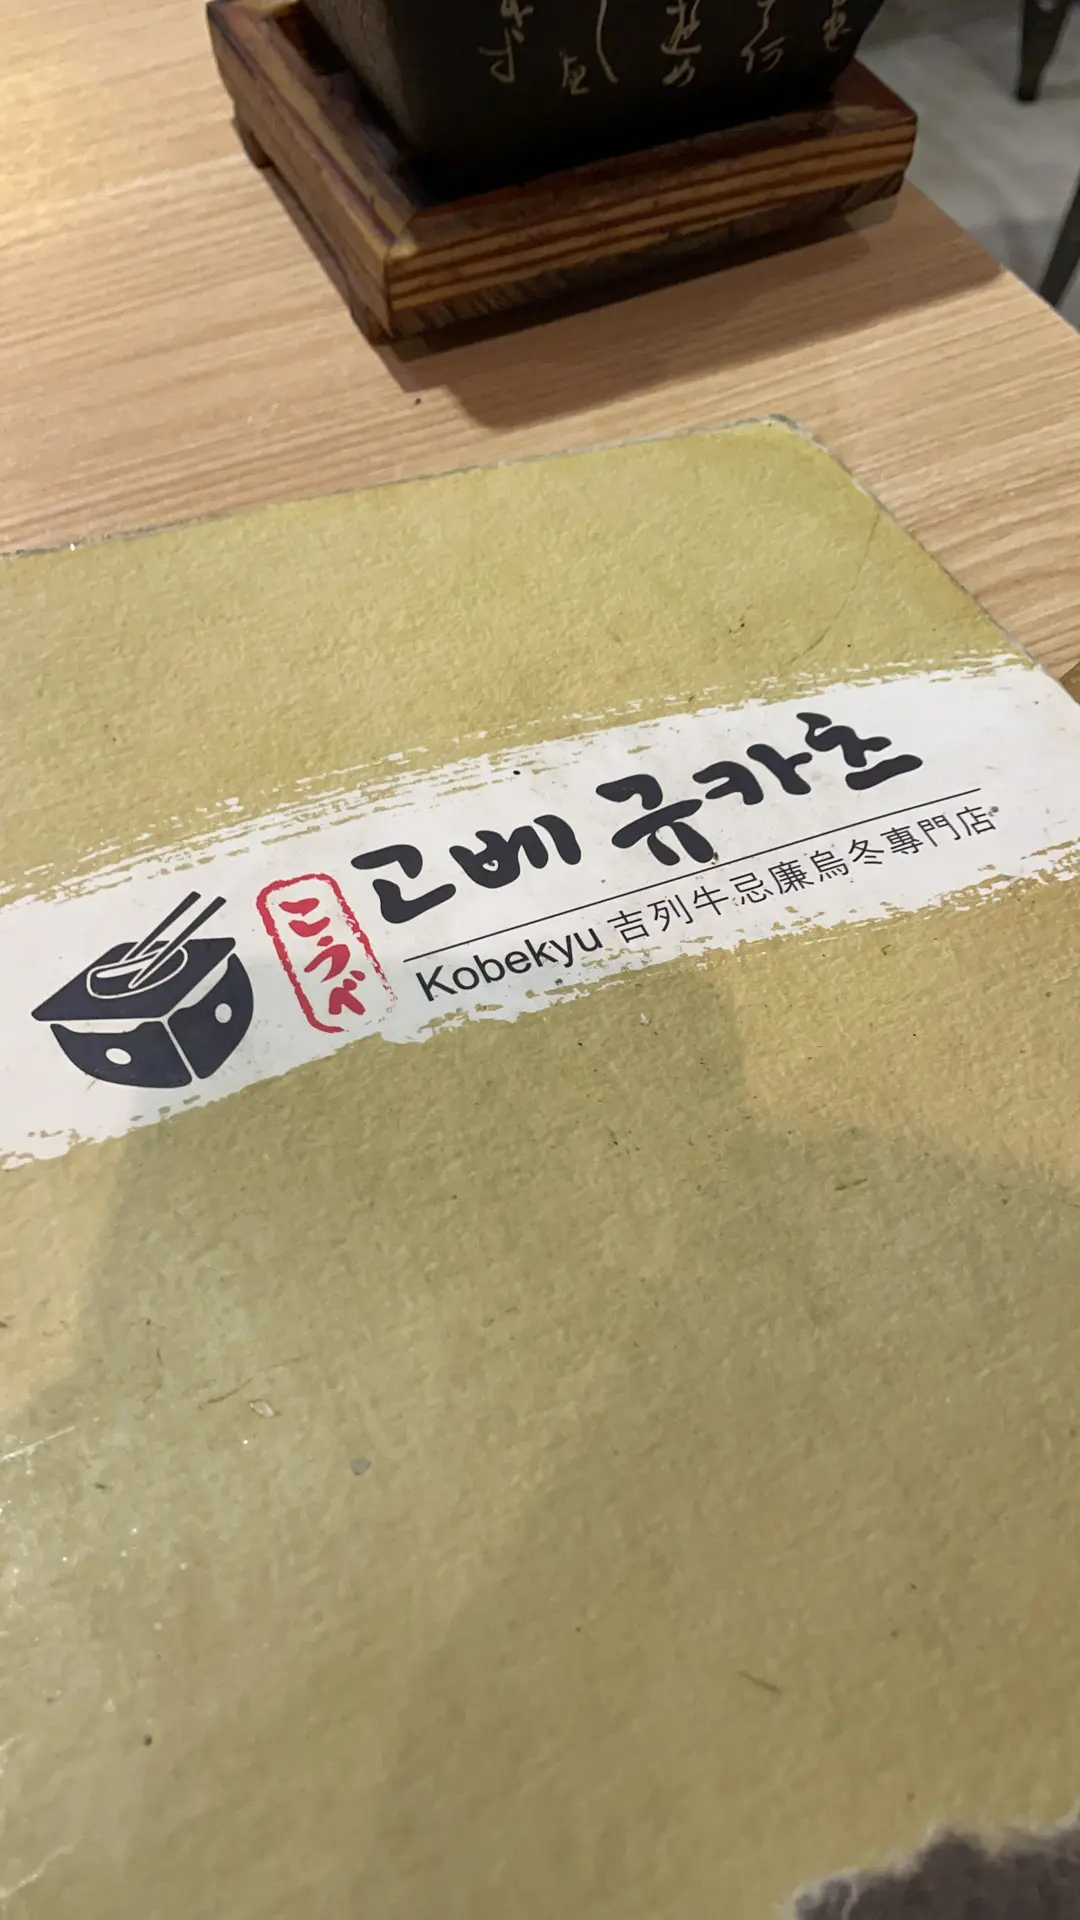 고베 규카츠
こうべ
Kobekyu 吉列牛忌廉烏冬專門店